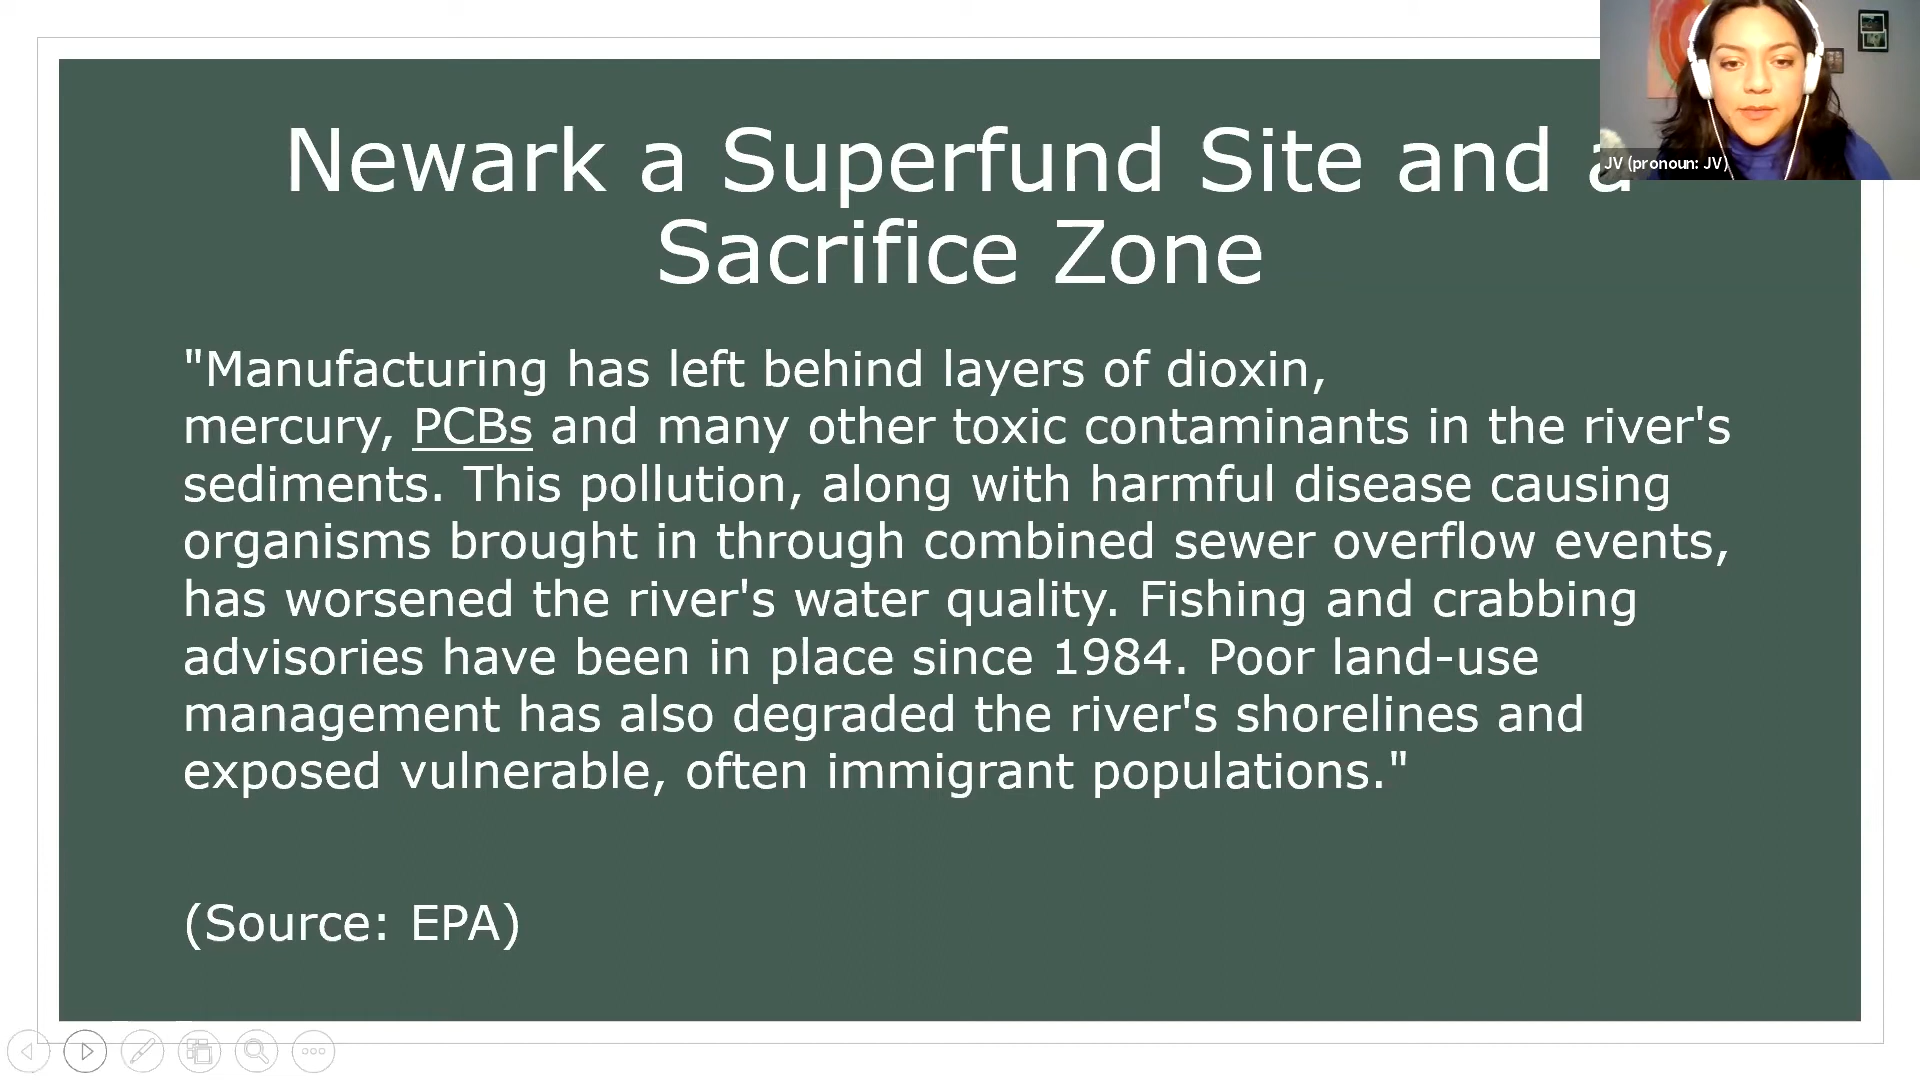 Newark a Superfund Site and a
Sacrifice Zone
"Manufacturing has left behind layers of dioxin,
mercury, PCBs and many other toxic contaminants in the river's
sediments. This pollution, along with harmful disease causing
organisms brought in through combined sewer overflow events,
has worsened the river's water quality. Fishing and crabbing
advisories have been in place since 1984. Poor land-use
management has also degraded the river's shorelines and
exposed vulnerable, often immigrant populations."
(Source: EPA)
JV (pronoun: JV)